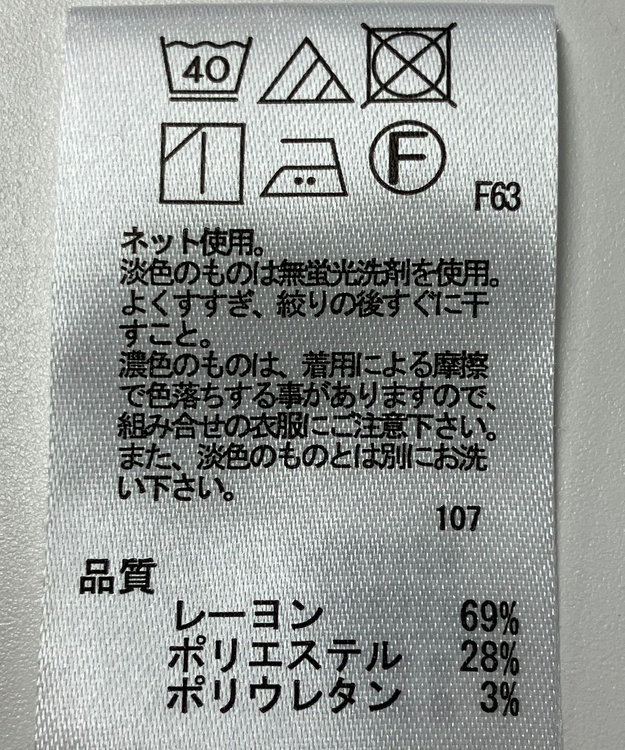 40
F
F63
ネット使用。
淡色のものは無蛍光洗剤を使用。
よくすすぎ、絞りの後すぐに干
すこと。
濃色のものは、着用による摩擦
で色落ちする事がありますので、
組み合せの衣服にご注意下さい。
また、淡色のものとは別にお洗
い下さい。
107
品質
レーヨン 69%
ポリエステル 28%
ポリウレタン 3%